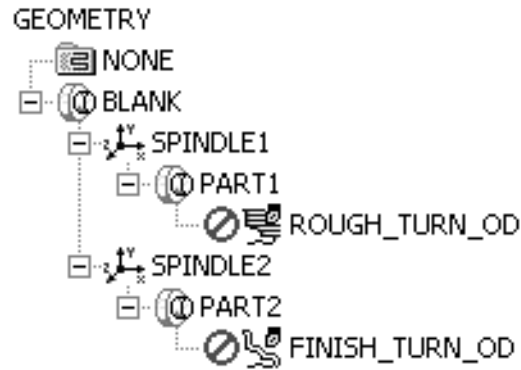 GEOMETRY
NONE
BLANK
SPINDLE1
PART1
ROUGH_TURN_OD
SPINDLE2
PART2
FINISH_TURN_OD